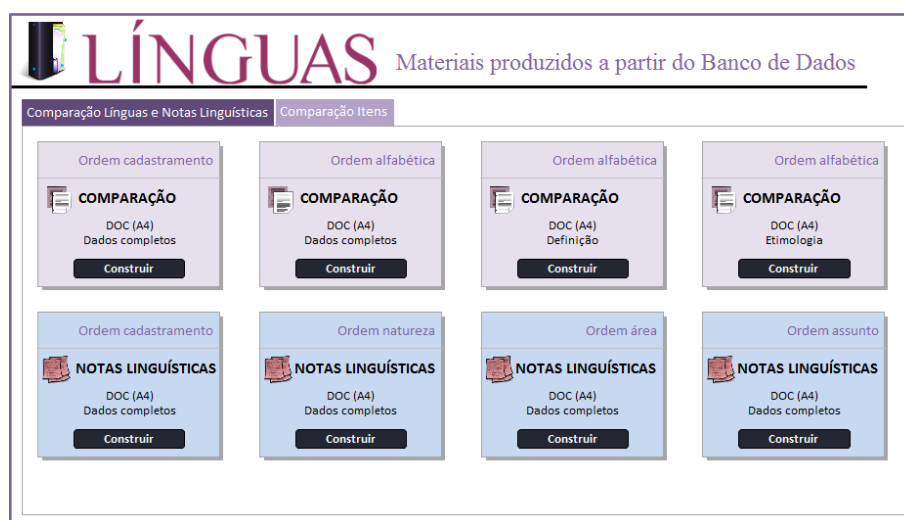 LÍNGUAS Materiais produzidos a partir do Banco de Dados
Comparação Línguas e Notas Linguísticas Comparação Itens
Ordem cadastramento
COMPARAÇÃO
DOC (A4)
Dados completos
Construir
Ordem alfabética
COMPARAÇÃO
DOC (A4)
Dados completos
Construir
Ordem alfabética
COMPARAÇÃO
DOC (A4)
Definição
Construir
Ordem alfabética
COMPARAÇÃO
DOC (A4)
Etimologia
Construir
Ordem cadastramento
NOTAS LINGUÍSTICAS
DOC (A4)
Dados completos
Construir
Ordem natureza
NOTAS LINGUÍSTICAS
DOC (A4)
Dados completos
Construir
Ordem área
NOTAS LINGUÍSTICAS
DOC (A4)
Dados completos
Construir
Ordem assunto
NOTAS LINGUÍSTICAS
DOC (A4)
Dados completos
Construir